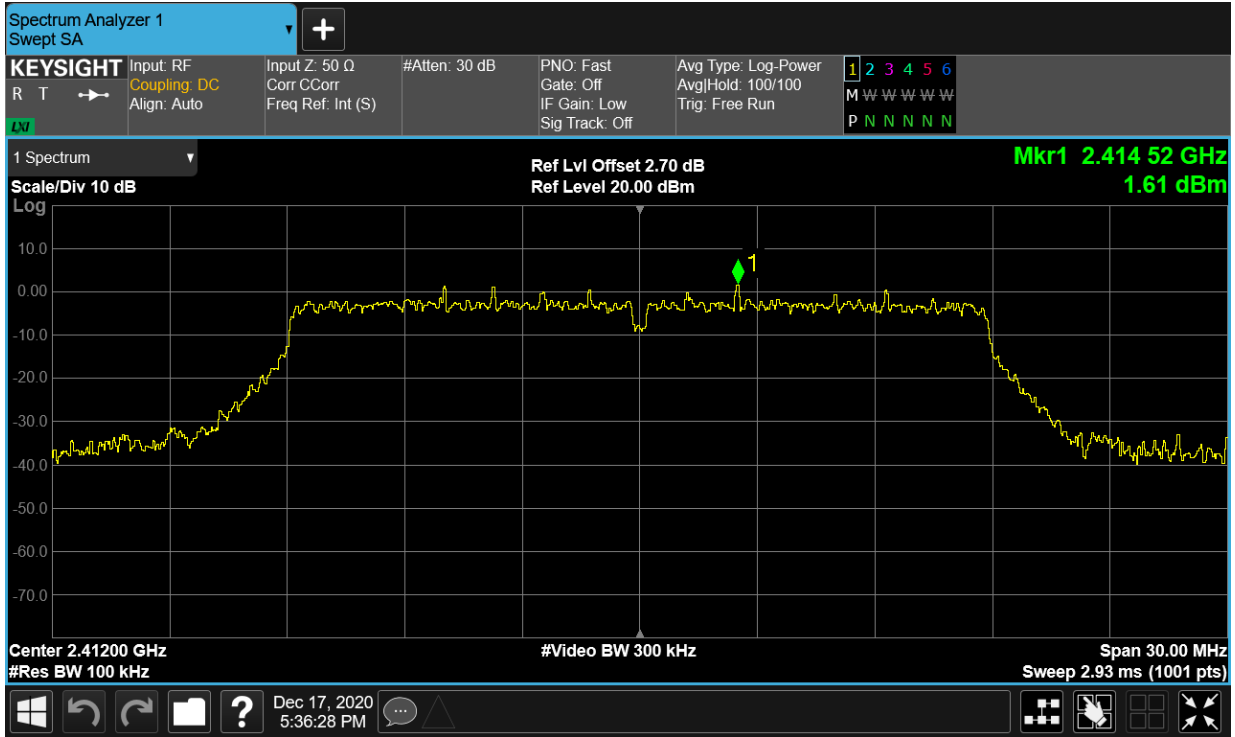 Spectrum Analyzer 1
Swept SA
+
KEYSIGHT
R T
LXI
Input: RF
Coupling: DC
Align: Auto
Input Z: 50 Ω
Corr CCorr
Freq Ref: Int (S)
#Atten: 30 dB
PNO: Fast
Gate: Off
IF Gain: Low
Sig Track: Off
Avg Type: Log-Power
Avg|Hold: 100/100
Trig: Free Run
1 2 3 4 5 6
M W W W W W
P N N N N N
1 Spectrum
Scale/Div 10 dB
Log
Ref Lvl Offset 2.70 dB
Ref Level 20.00 dBm
Mkr1 2.414 52 GHz
1.61 dBm
10.0
0.00
-10.0
-20.0
-30.0
-40.0
-50.0
-60.0
-70.0
1
Center 2.41200 GHz
#Res BW 100 kHz
#Video BW 300 kHz
Span 30.00 MHz
Sweep 2.93 ms (1001 pts)
?
Dec 17, 2020
5:36:28 PM